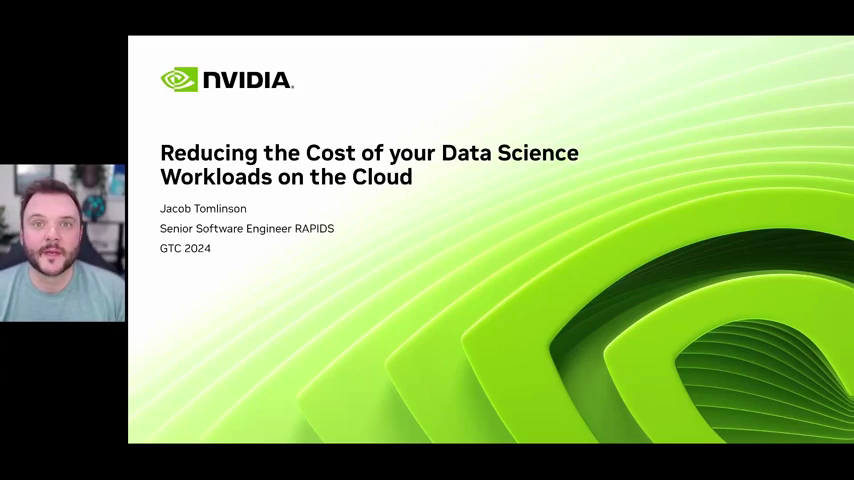 NVIDIA.
Reducing the Cost of your Data Science
Workloads on the Cloud
Jacob Tomlinson
Senior Software Engineer RAPIDS
GTC 2024